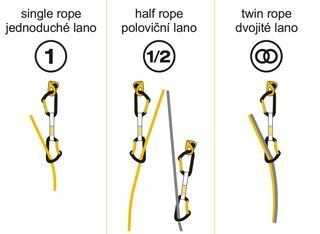 single rope
jednoduché lano
1
half rope
poloviční lano
1/2
twin rope
dvojité lano